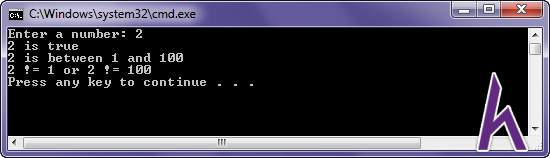 C:\Windows\system32\cmd.exe
Enter a number: 2
2 is true
2 is between 1 and 100
2 != 1 or 2 != 100
Press any key to continue . . .